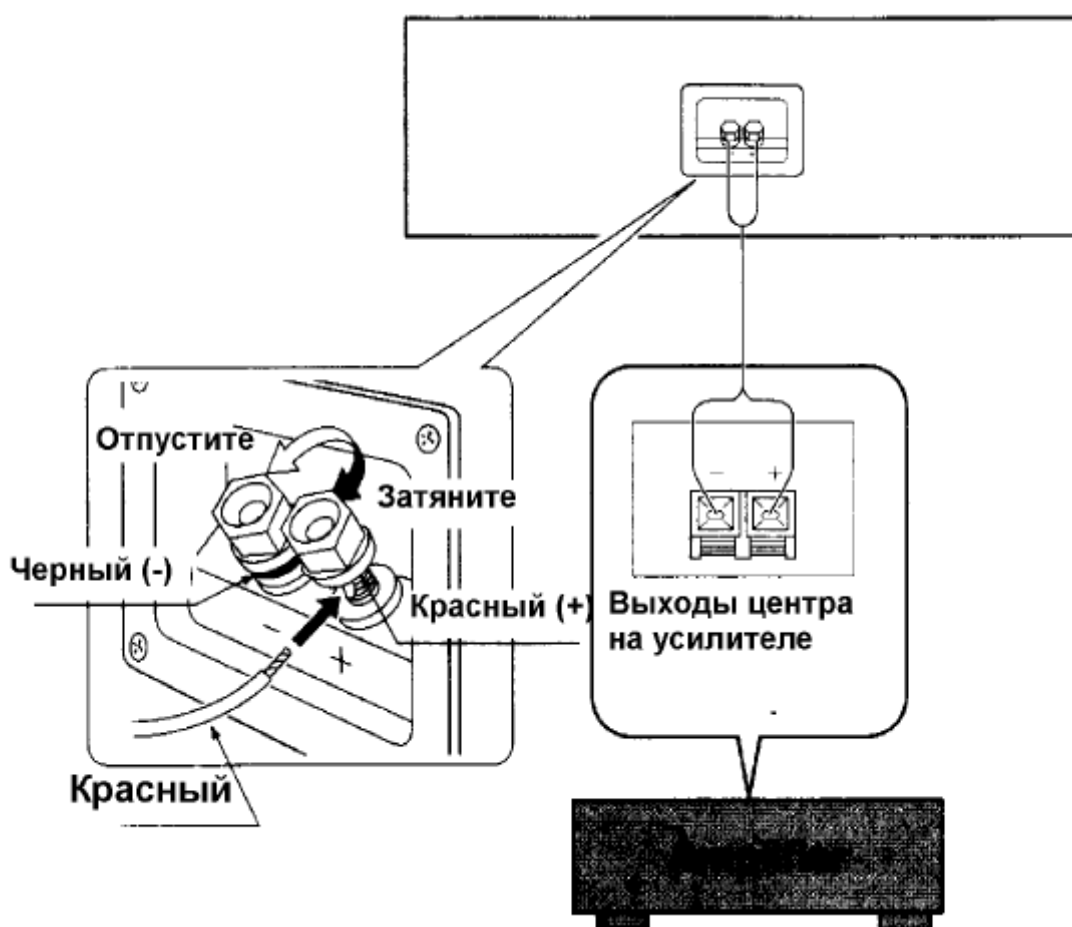 Отпустите
Затяните
Черный (-)
Красный (+)
Выходы центра
на усилителе
- +
- +
Красный